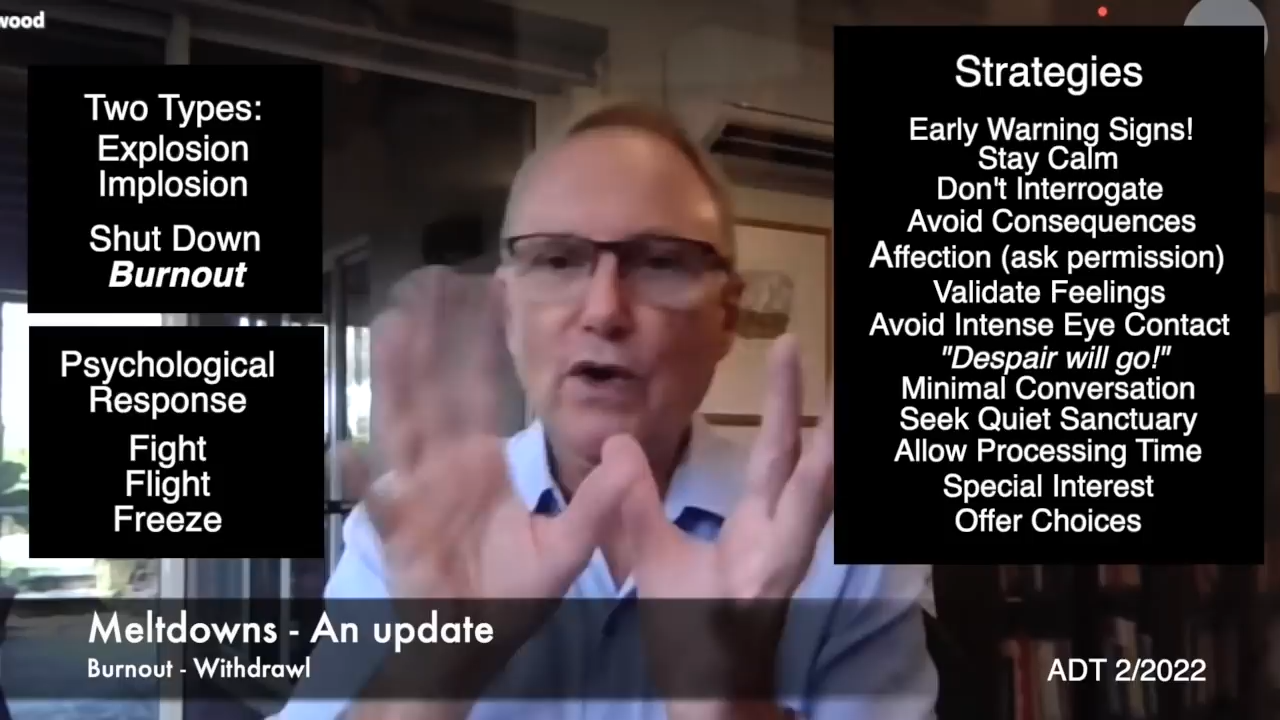 wood
Two Types:
Explosion
Implosion
Shut Down
Burnout
Psychological
Response
Fight
Flight
Freeze
Strategies
Early Warning Signs!
Stay Calm
Don't Interrogate
Avoid Consequences
Affection (ask permission)
Validate Feelings
Avoid Intense Eye Contact
"Despair will go!"
Minimal Conversation
Seek Quiet Sanctuary
Allow Processing Time
Special Interest
Offer Choices
Meltdowns - An update
Burnout - Withdrawl
ADT 2/2022